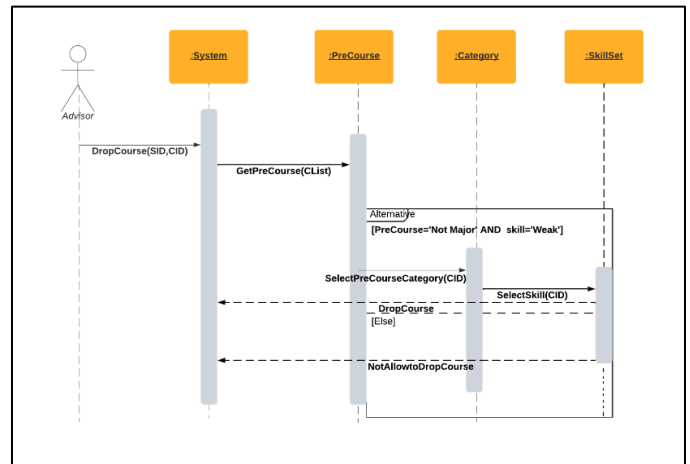 :System
:PreCourse
:Category
:SkillSet
Advisor
DropCourse(SID,CID)
GetPreCourse(CList)
Alternative
[PreCourse='Not Major' AND skill='Weak']
SelectPreCourseCategory(CID)
SelectSkill(CID)
DropCourse
[Else]
NotAllowtoDropCourse